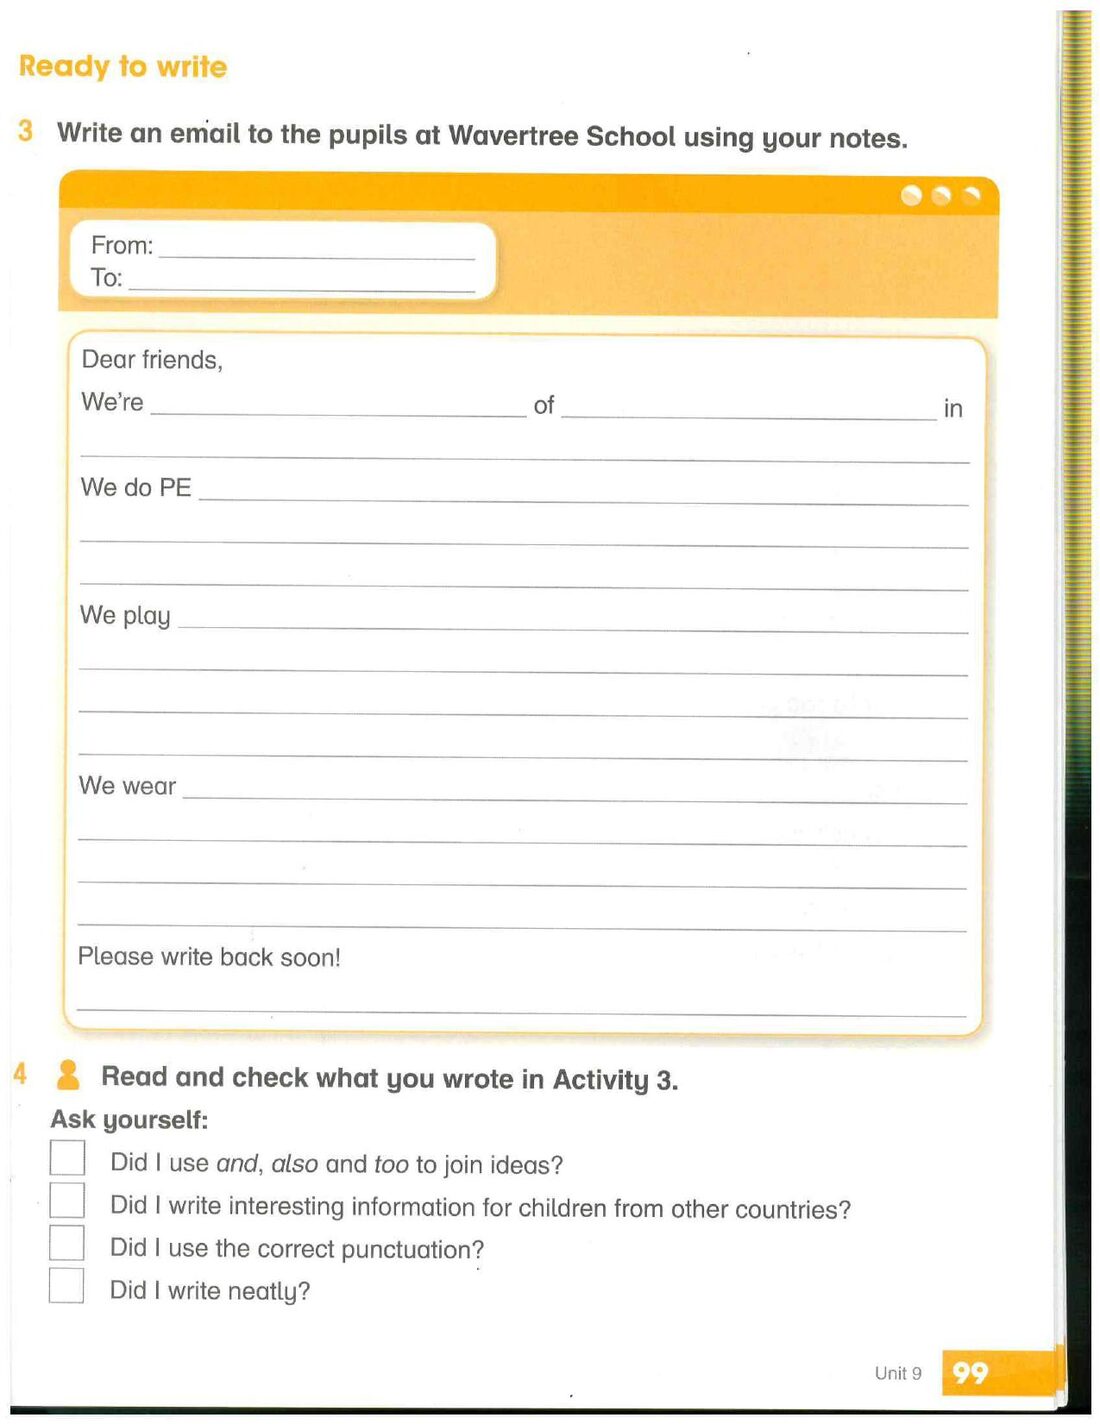 Ready to write
3 Write an email to the pupils at Wavertree School using your notes.
From:
To:
Dear friends,
We're of in
We do PE
We play
We wear
Please write back soon!
4 Read and check what you wrote in Activity 3.
Ask yourself:
Did I use and, also and too to join ideas?
Did I write interesting information for children from other countries?
Did I use the correct punctuation?
Did I write neatly?
Unit 9 99